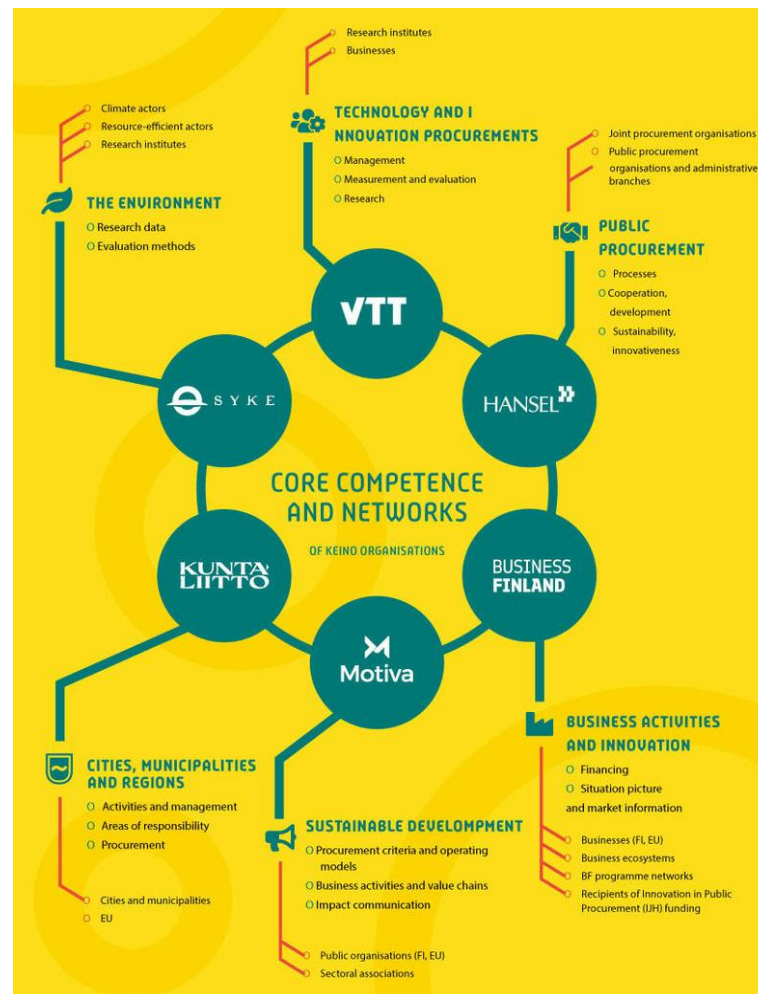 Research institutes
Businesses
TECHNOLOGY AND I
NNOVATION PROCUREMENTS
Management
Measurement and evaluation
Research
Climate actors
Resource-efficient actors
Research institutes
THE ENVIRONMENT
Research data
Evaluation methods
Joint procurement organisations
Public procurement
organisations and administrative
branches
PUBLIC
PROCUREMENT
Processes
Cooperation,
development
Sustainability,
innovativeness
VTT
SYKE
HANSEL
CORE COMPETENCE
AND NETWORKS
OF KEINO ORGANISATIONS
KUNTA
LIITTO
BUSINESS
FINLAND
Motiva
CITIES, MUNICIPALITIES
AND REGIONS
Activities and management
Areas of responsibility
Procurement
Cities and municipalities
EU
SUSTAINABLE DEVELOMPMENT
Procurement criteria and operating
models
Business activities and value chains
Impact communication
Public organisations (FI, EU)
Sectoral associations
BUSINESS ACTIVITIES
AND INNOVATION
Financing
Situation picture
and market information
Businesses (FI, EU)
Business ecosystems
BF programme networks
Recipients of Innovation in Public
Procurement (IJH) funding